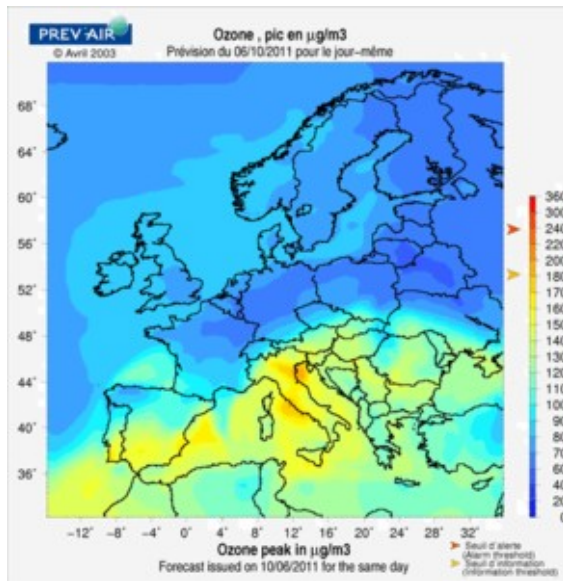 PREV'AIR
© Avril 2003
Ozone , pic en µg/m3
Prévision du 06/10/2011 pour le jour-même
68°
64°
60°
56°
52°
48°
44°
40°
36°
-12° -8° -4° 0° 4° 8° 12° 16° 20° 24° 28° 32°
360
300
240
200
180
170
160
150
140
130
120
110
100
90
80
70
60
50
40
30
20
10
0
Ozone peak in µg/m3
Forecast issued on 10/06/2011 for the same day
Seuil d'alerte
(Alarm threshold)
Seuil d'information
(Information threshold)